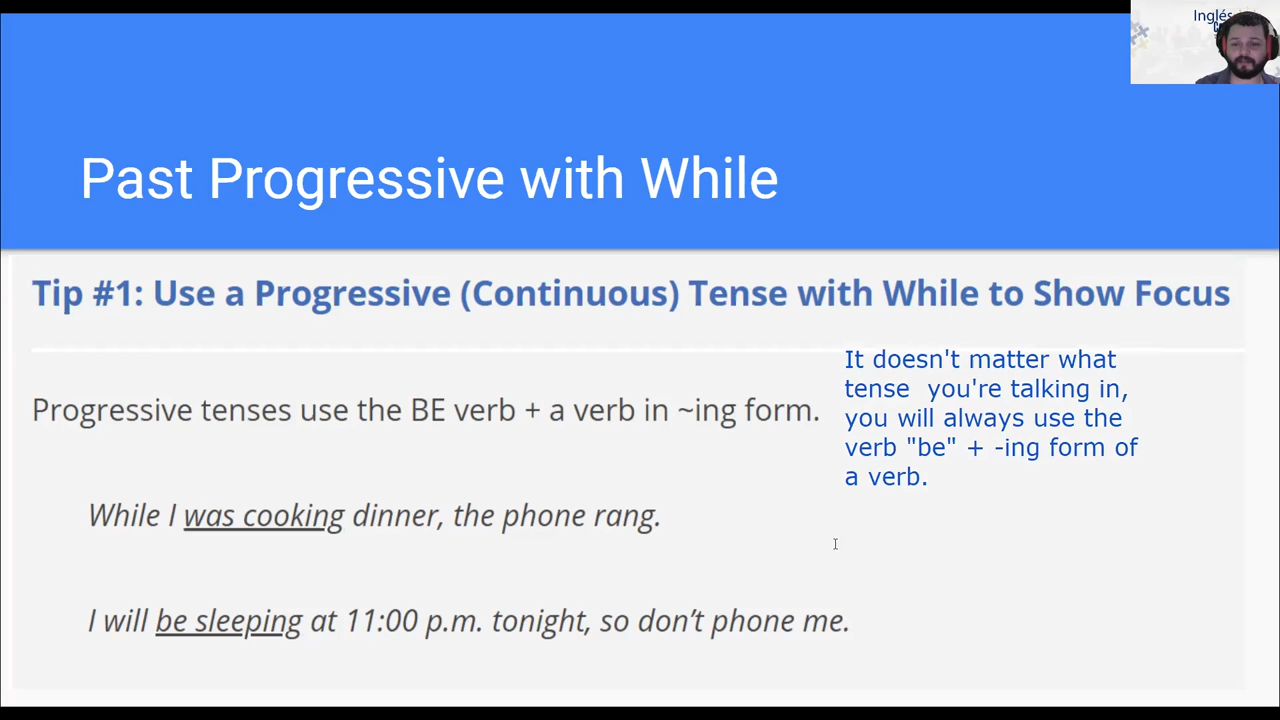 Inglés
Past Progressive with While
Tip #1: Use a Progressive (Continuous) Tense with While to Show Focus
Progressive tenses use the BE verb + a verb in ~ing form.
It doesn't matter what
tense  you're talking in,
you will always use the
verb "be" + -ing form of
a verb.
While I was cooking dinner, the phone rang.
I will be sleeping at 11:00 p.m. tonight, so don’t phone me.